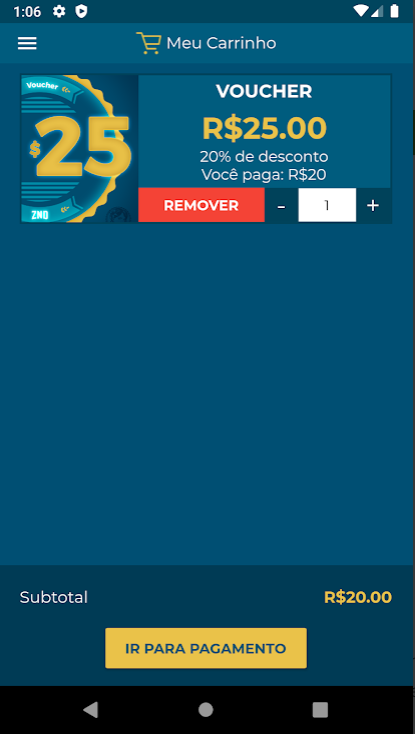 1:06
Meu Carrinho
Voucher
$25
2ND
VOUCHER
R$25.00
20% de desconto
Você paga: R$20
REMOVER
- 1 +
Subtotal
R$20.00
IR PARA PAGAMENTO